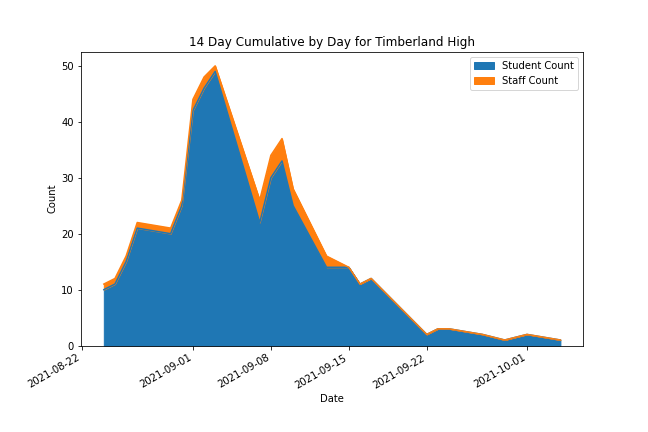 14 Day Cumulative by Day for Timberland High
Student Count
Staff Count
50
40
30
20
10
0
Count
2021-08-22
2021-09-01
2021-09-08
2021-09-15
2021-09-22
2021-10-01
Date